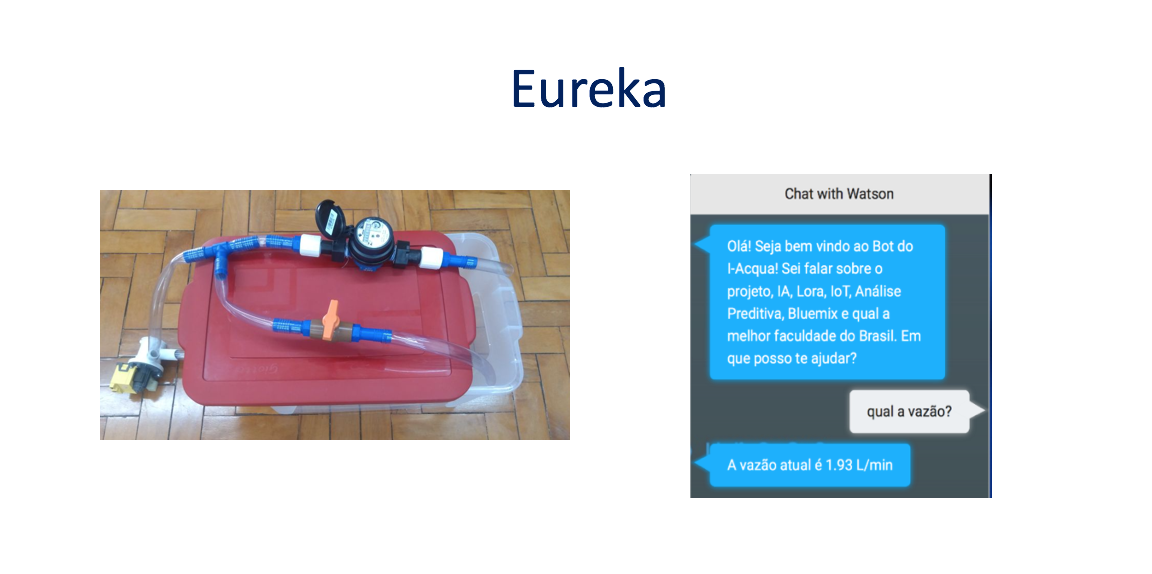 Eureka
Chat with Watson
Olá! Seja bem vindo ao Bot do
I-Acqua! Sei falar sobre o
projeto, IA, Lora, IoT, Análise
Preditiva, Bluemix e qual a
melhor faculdade do Brasil. Em
que posso te ajudar?
qual a vazão?
A vazão atual é 1.93 L/min